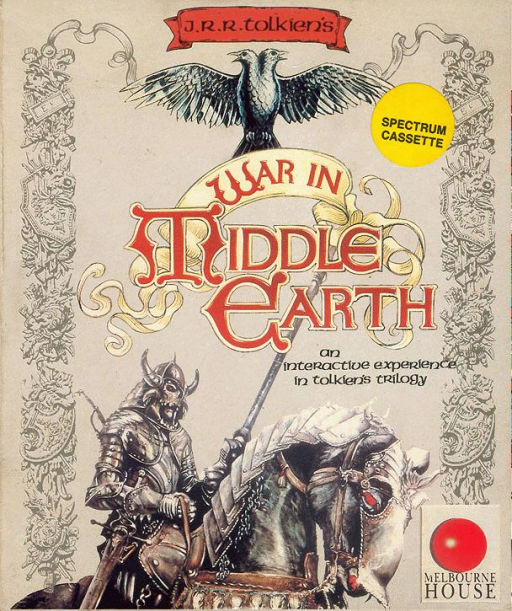 J.R.R. tolkien's
SPECTRUM
CASSETTE
WAR IN
MIDDLE
EARTH
an
interactive experience
in tolkien's trilogy
MELBOURNE
HOUSE